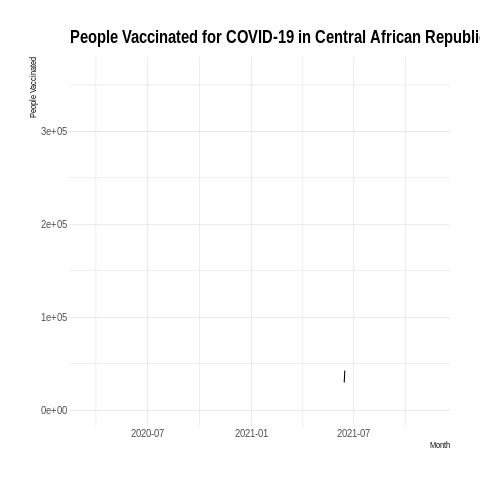 People Vaccinated for COVID-19 in Central African Republi
People Vaccinated
3e+05
2e+05
1e+05
0e+00
2020-07
2021-01
2021-07
Month